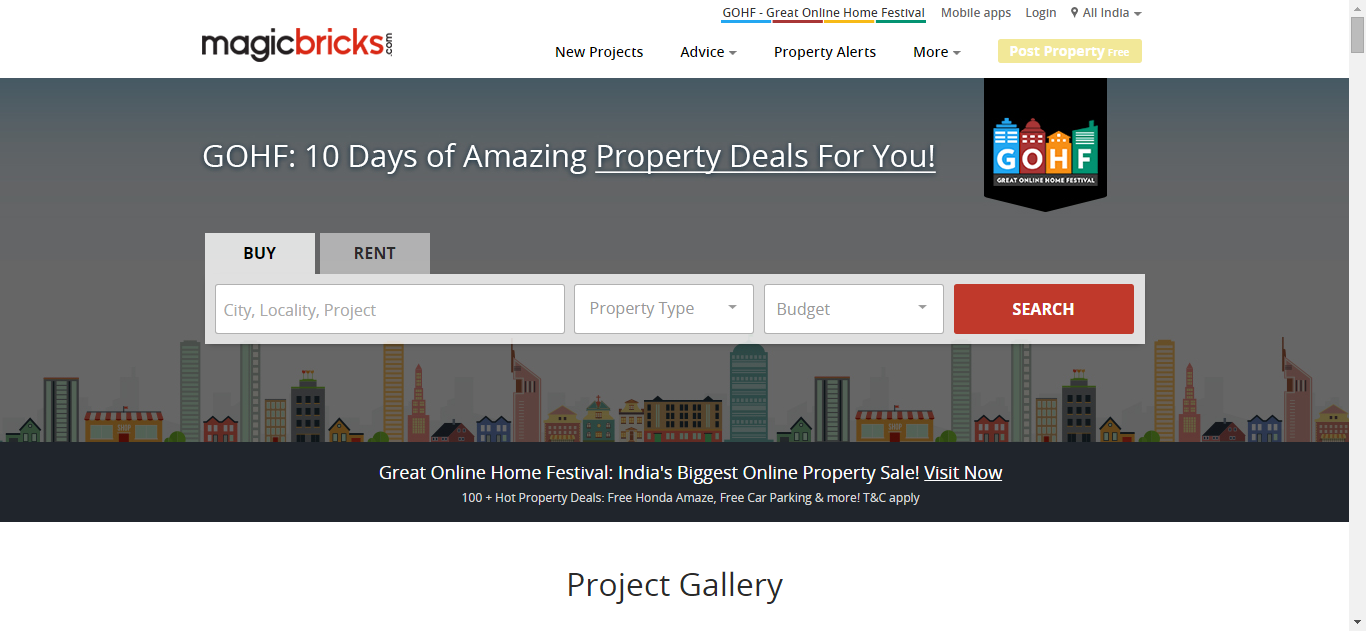 GOHF - Great Online Home Festival Mobile apps Login All India
magicbricks.com
New Projects Advice Property Alerts More Post Property Free
GOHF: 10 Days of Amazing Property Deals For You!
GOHF
GREAT ONLINE HOME FESTIVAL
BUY RENT
City, Locality, Project Property Type Budget SEARCH
SHOP SHOP
Great Online Home Festival: India's Biggest Online Property Sale! Visit Now
100 + Hot Property Deals: Free Honda Amaze, Free Car Parking & more! T&C apply
Project Gallery